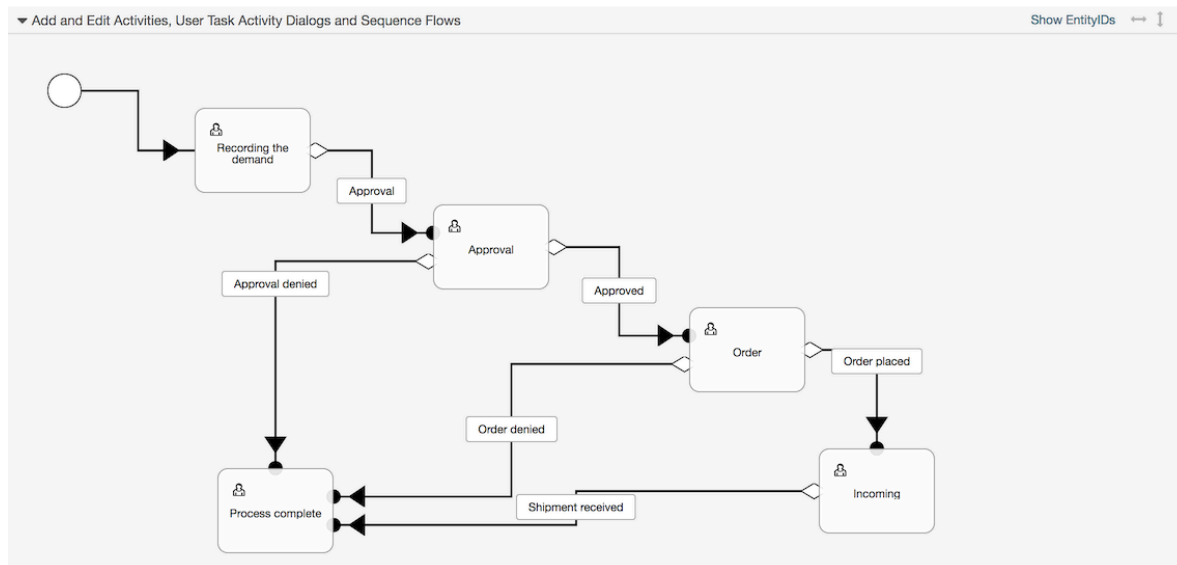 Add and Edit Activities, User Task Activity Dialogs and Sequence Flows
Show EntityIDs
Recording the
demand
Approval
Approval
Approval denied
Approved
Order
Order placed
Order denied
Incoming
Shipment received
Process complete